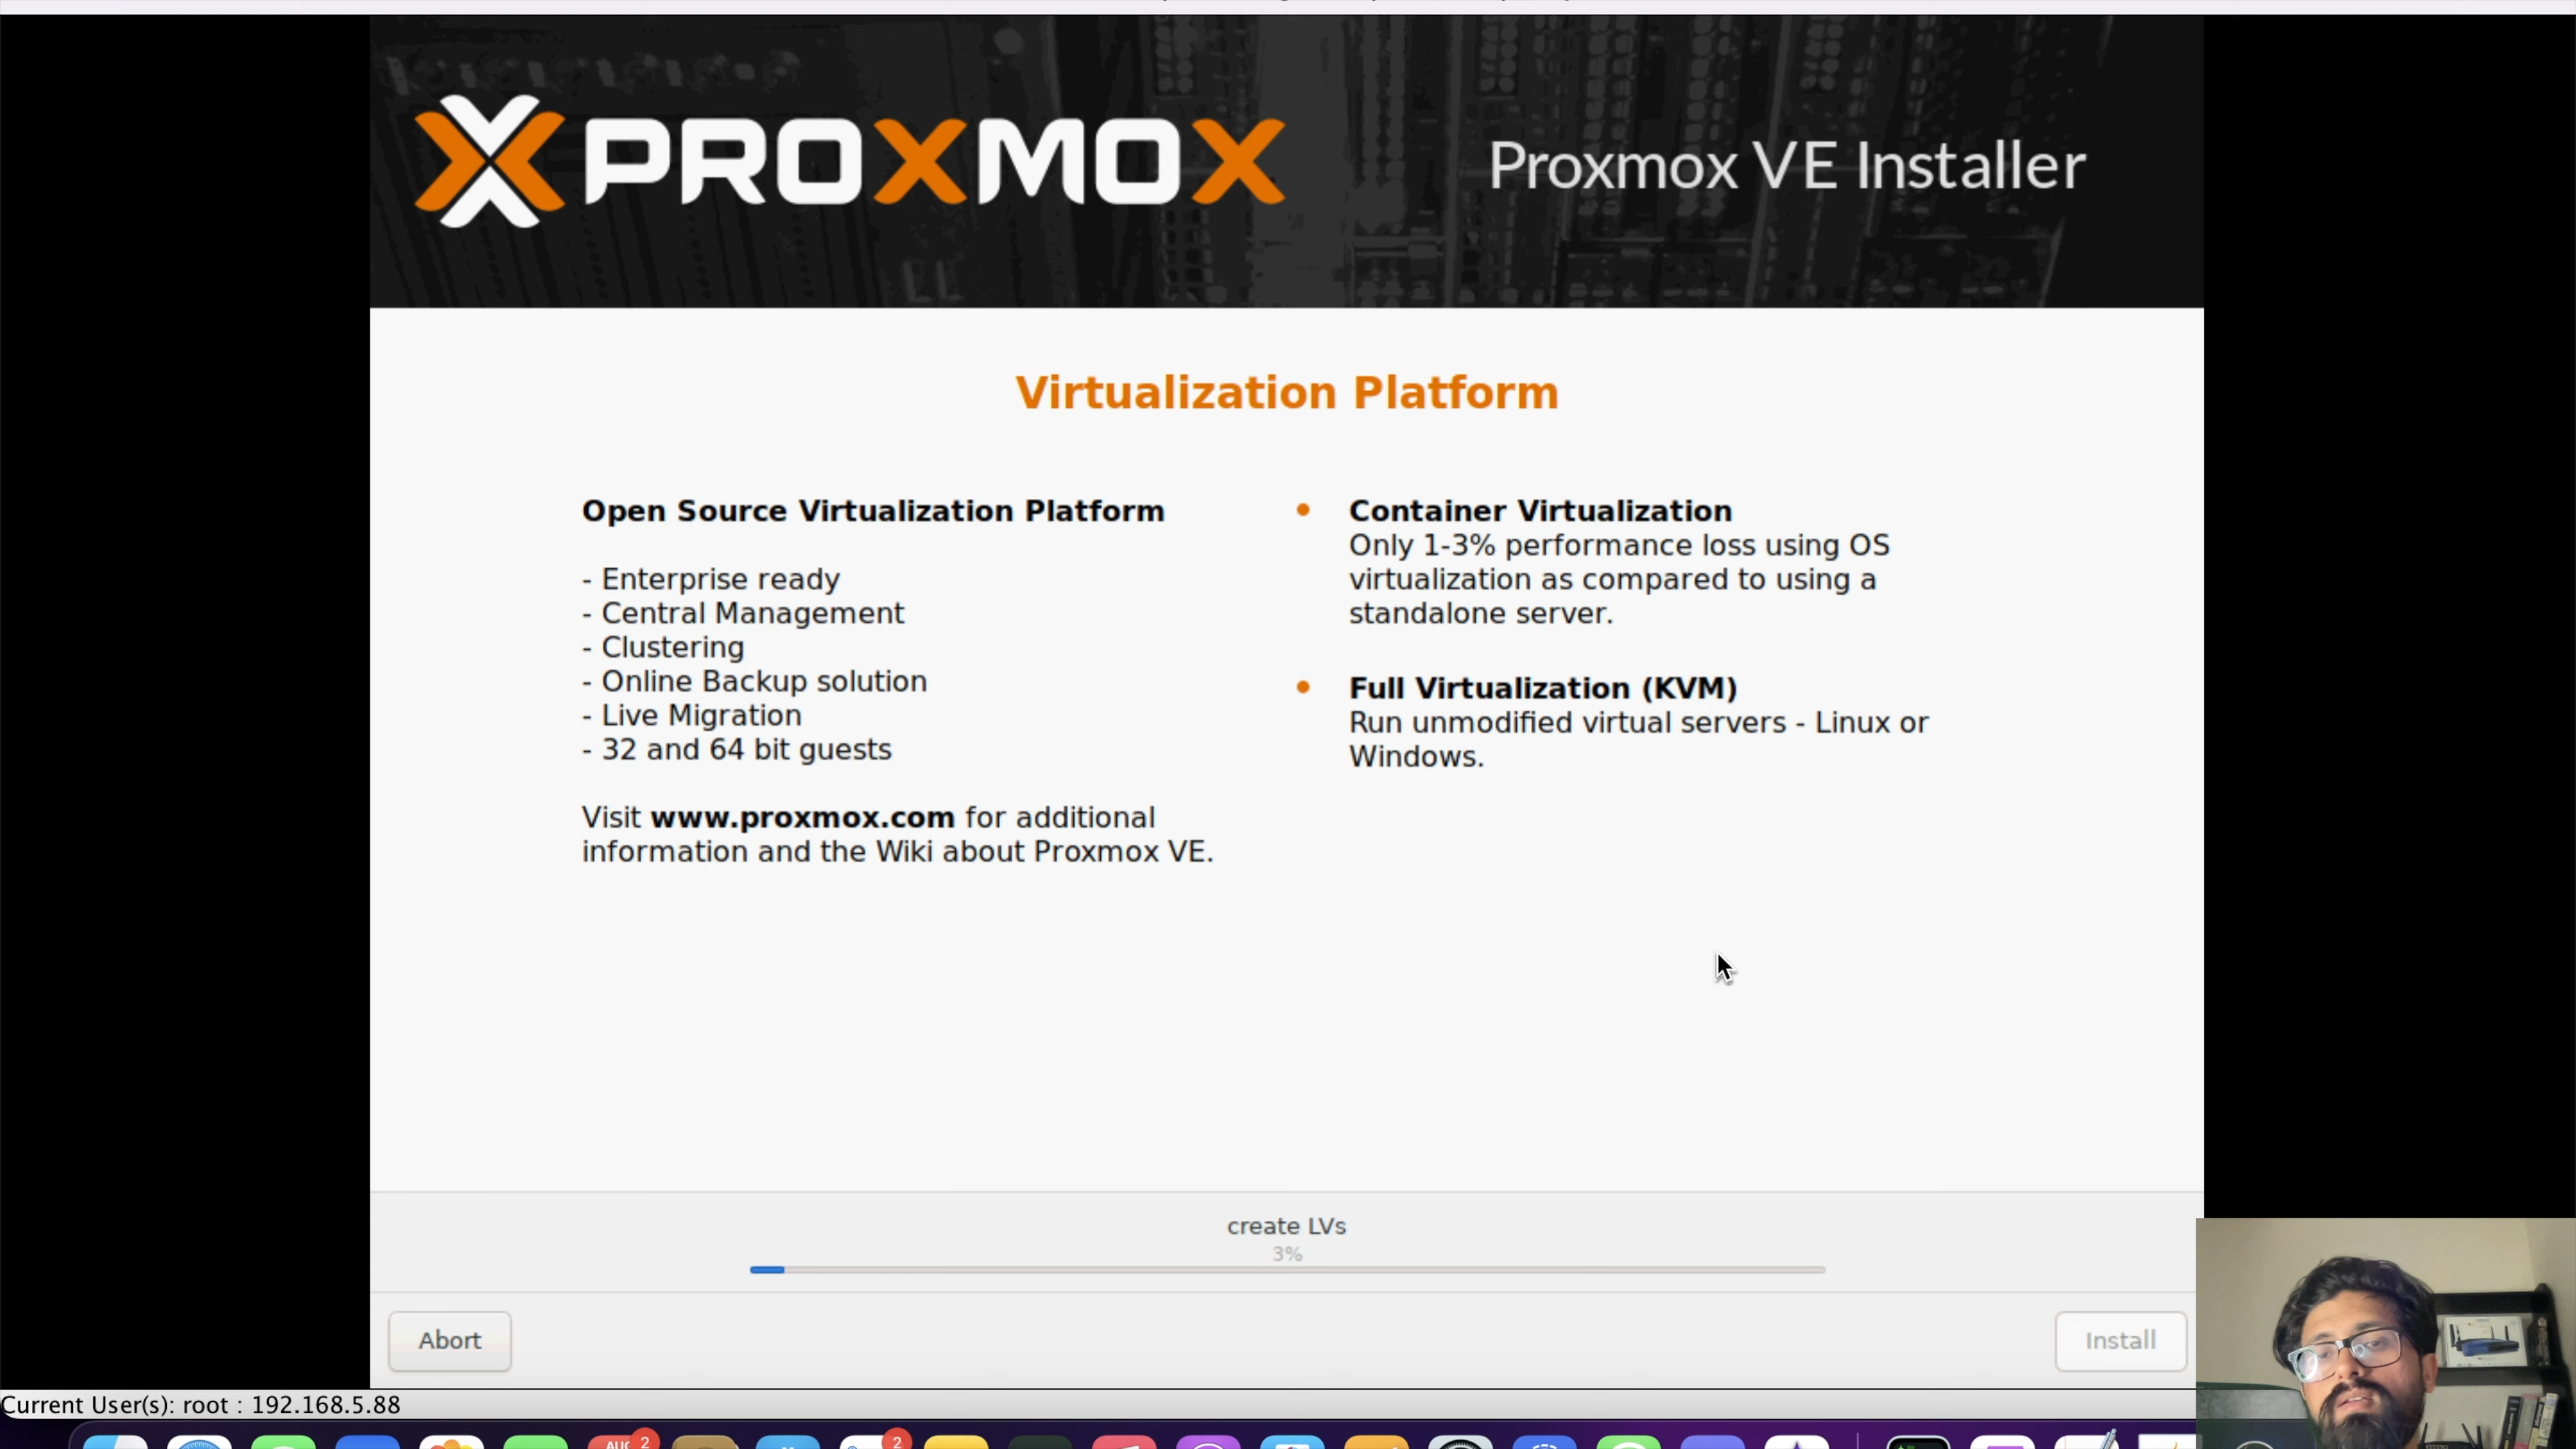 PROXMOX
Proxmox VE Installer
Virtualization Platform
Open Source Virtualization Platform
- Enterprise ready
- Central Management
- Clustering
- Online Backup solution
- Live Migration
- 32 and 64 bit guests
Visit www.proxmox.com for additional
information and the Wiki about Proxmox VE.
Container Virtualization
Only 1-3% performance loss using OS
virtualization as compared to using a
standalone server.
Full Virtualization (KVM)
Run unmodified virtual servers - Linux or
Windows.
create LVs
3%
Abort
Install
Current User(s): root : 192.168.5.88
AUG
2
2